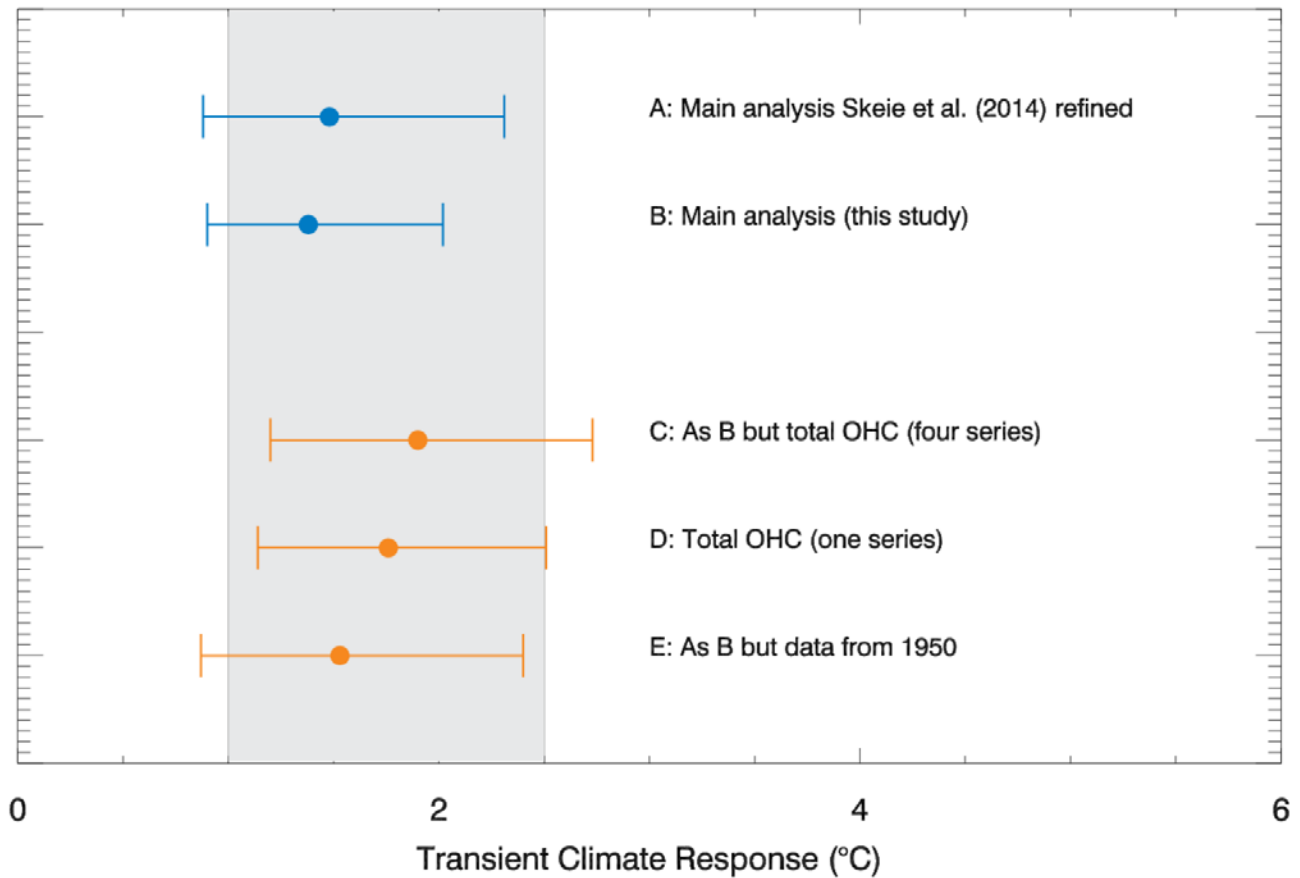 A: Main analysis Skeie et al. (2014) refined
B: Main analysis (this study)
C: As B but total OHC (four series)
D: Total OHC (one series)
E: As B but data from 1950
0 2 4 6
Transient Climate Response (°C)